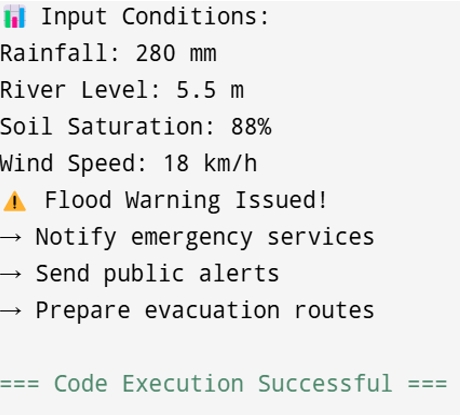 📊 Input Conditions:
Rainfall: 280 mm
River Level: 5.5 m
Soil Saturation: 88%
Wind Speed: 18 km/h
⚠️ Flood Warning Issued!
→ Notify emergency services
→ Send public alerts
→ Prepare evacuation routes

=== Code Execution Successful ===